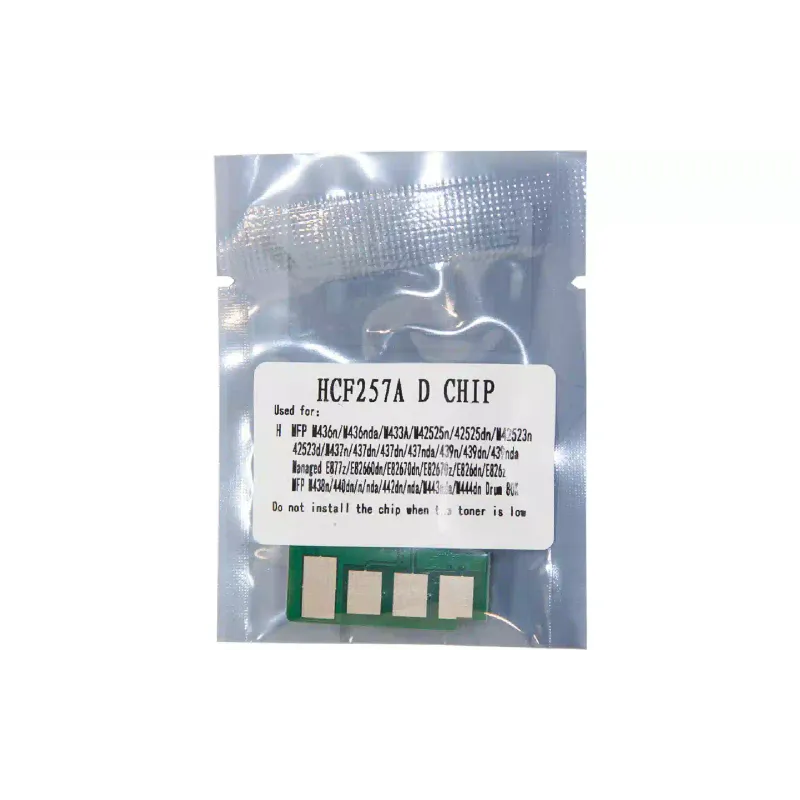 HCF257A D CHIP
Used for:
H MFP M436n/M436nda/M433A/M42525n/42525dn/M42523n
42523d/M437n/437dn/437dn/437nda/439n/439dn/439nda
Managed E877z/E82660dn/E82670dn/E82670z/E826dn/E826z
MFP M438n/440dn/n/nda/442dn/nda/M443nda/M444dn Drum 80K
Do not install the chip when the toner is low